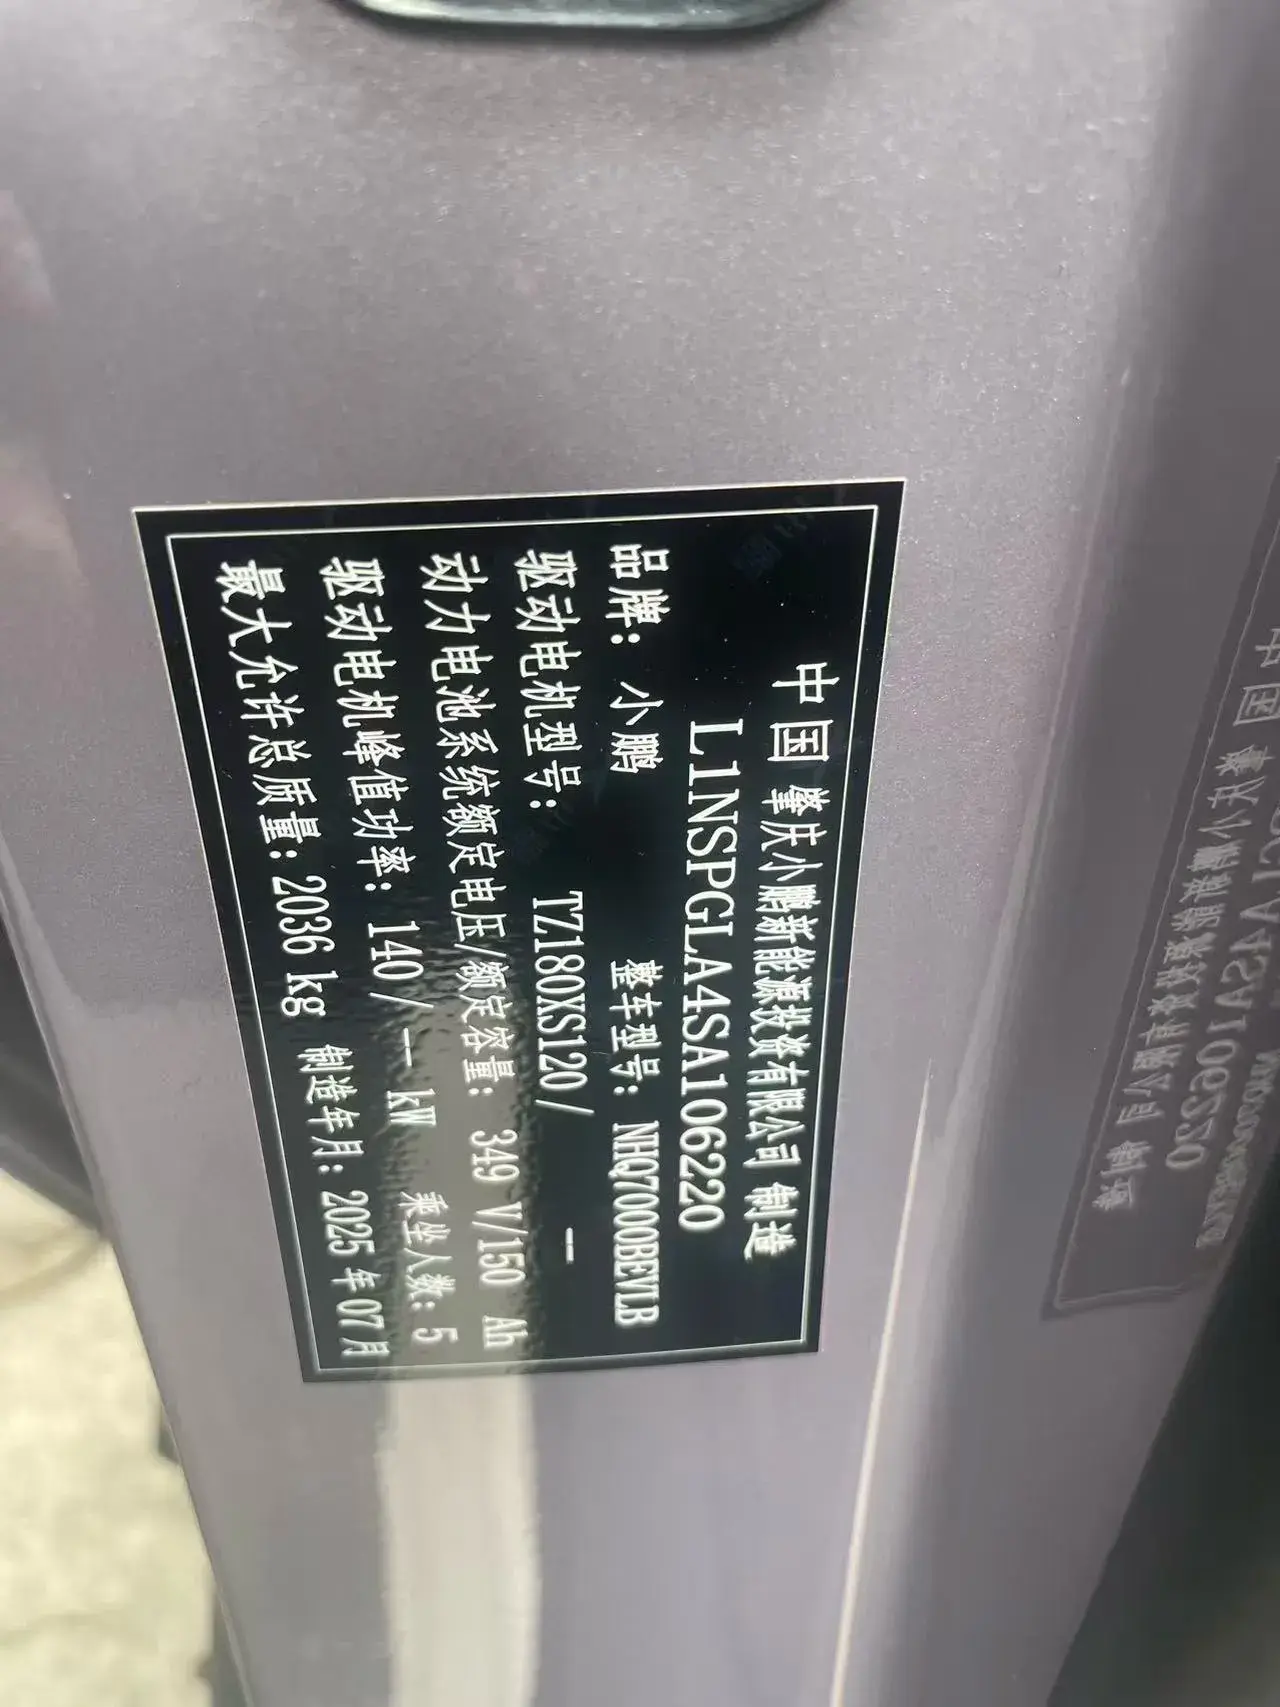 中国 肇庆小鹏新能源投资有限公司 制造
L1NSPGLA4SA106220
品牌: 小鹏 整车型号: NHQ7000BEVLB
驱动电机型号: TZ180XS120/ —
动力电池系统额定电压/额定容量: 349 V/150 Ah
驱动电机峰值功率: 140/ — kW 乘坐人数: 5
最大允许总质量: 2036 kg 制造年月: 2025 年 07 月